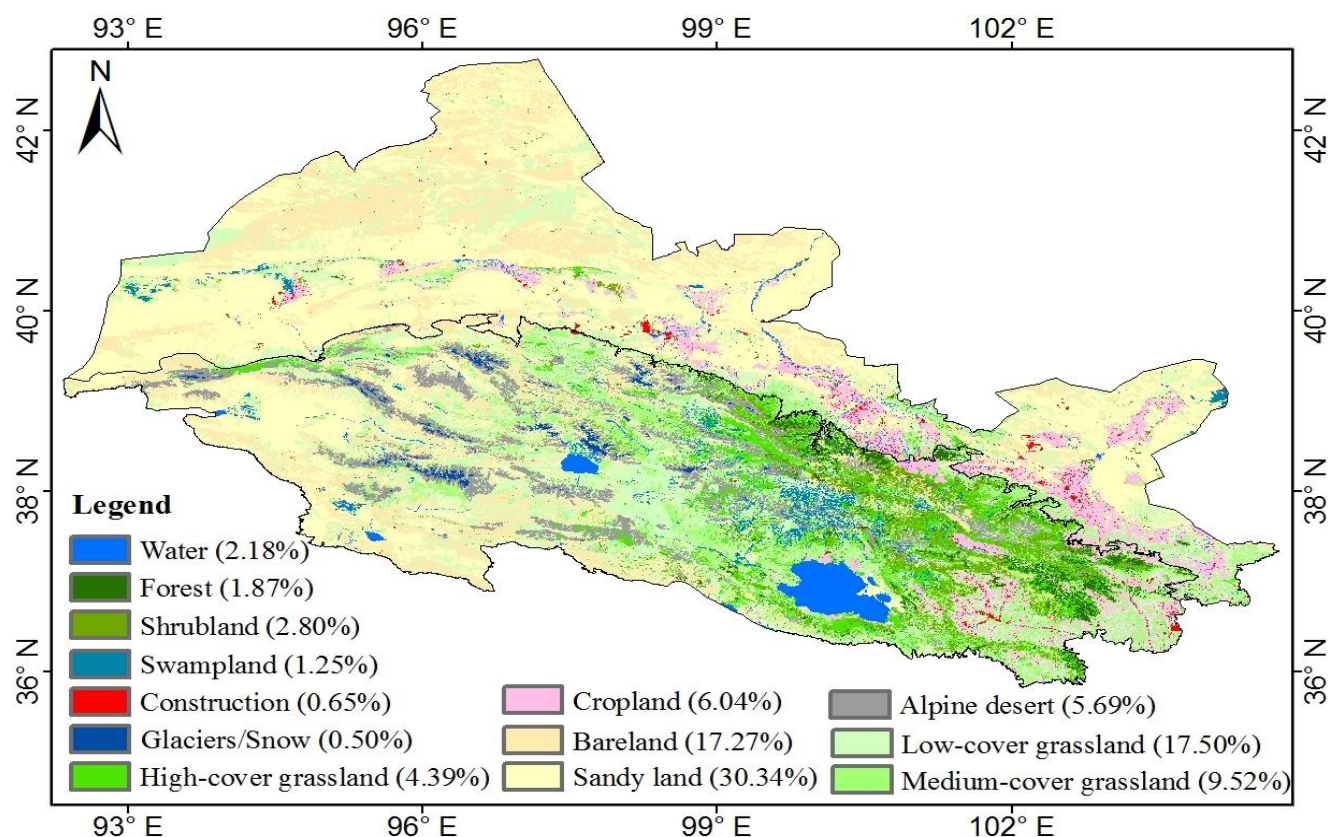 93° E 96° E 99° E 102° E
N
42° N 42° N
40° N 40° N
38° N 38° N
36° N 36° N
Legend
Water (2.18%)
Forest (1.87%)
Shrubland (2.80%)
Swampland (1.25%)
Construction (0.65%)
Glaciers/Snow (0.50%)
High-cover grassland (4.39%)
Cropland (6.04%)
Bareland (17.27%)
Sandy land (30.34%)
Alpine desert (5.69%)
Low-cover grassland (17.50%)
Medium-cover grassland (9.52%)
93° E 96° E 99° E 102° E